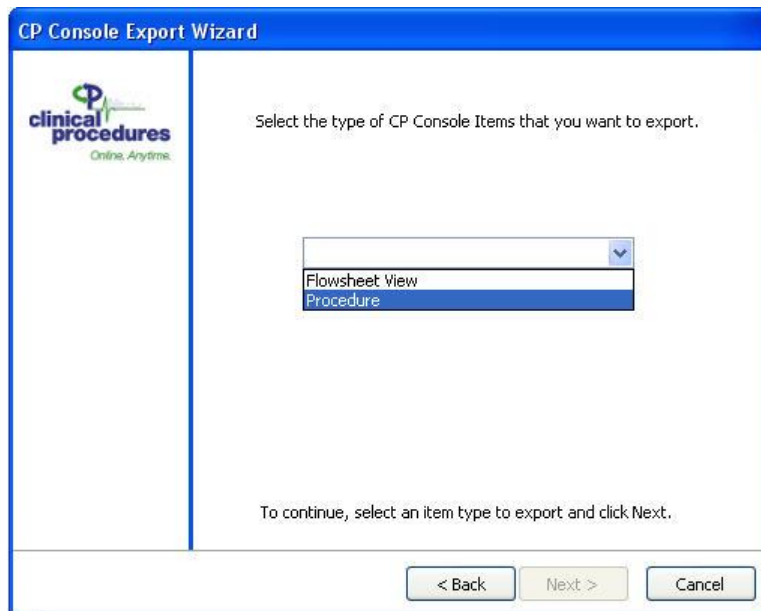 CP Console Export Wizard
CP
clinical
procedures
Online. Anytime.
Select the type of CP Console Items that you want to export.
Flowsheet View
Procedure
To continue, select an item type to export and click Next.
< Back
Next >
Cancel